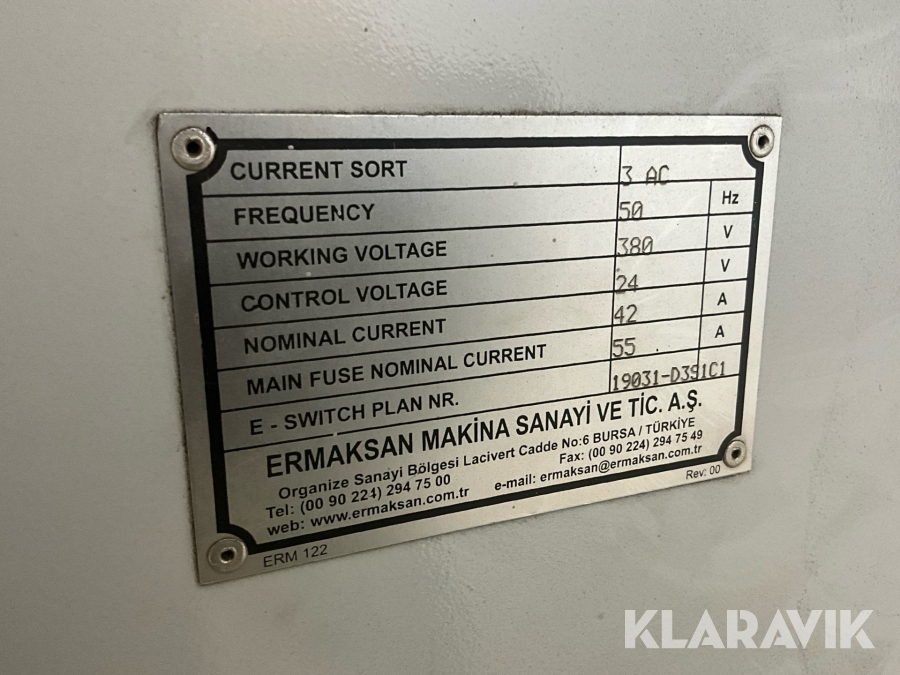 CURRENT SORT 3 AC
FREQUENCY 50 Hz
WORKING VOLTAGE 380 V
CONTROL VOLTAGE 24 V
NOMINAL CURRENT 42 A
MAIN FUSE NOMINAL CURRENT 55 A
E - SWITCH PLAN NR. 19031-D391C1
ERMAKSAN MAKİNA SANAYİ VE TİC. A.Ş.
Organize Sanayi Bölgesi Lacivert Cadde No:6 BURSA / TÜRKİYE
Tel: (00 90 224) 294 75 00 Fax: (00 90 224) 294 75 49
web: www.ermaksan.com.tr e-mail: ermaksan@ermaksan.com.tr
ERM 122 Rev: 00
KLARAVIK